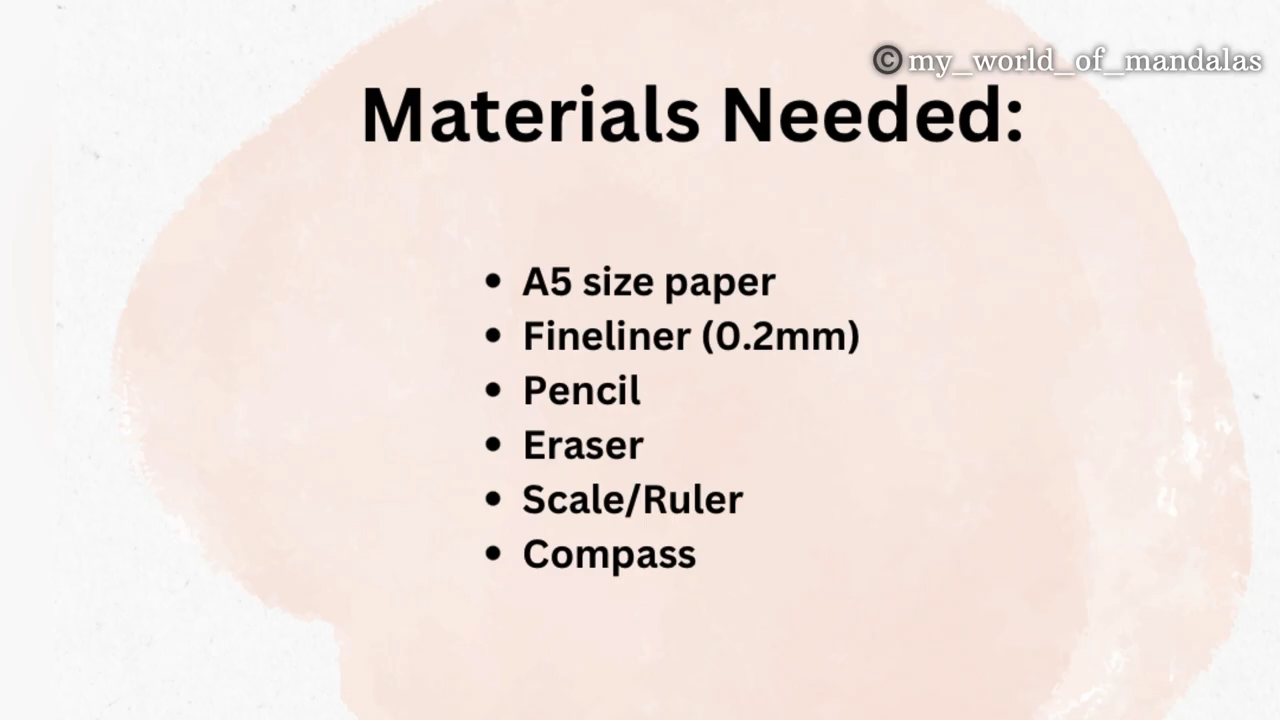 ©my_world_of_mandalas
Materials Needed:
• A5 size paper
• Fineliner (0.2mm)
• Pencil
• Eraser
• Scale/Ruler
• Compass